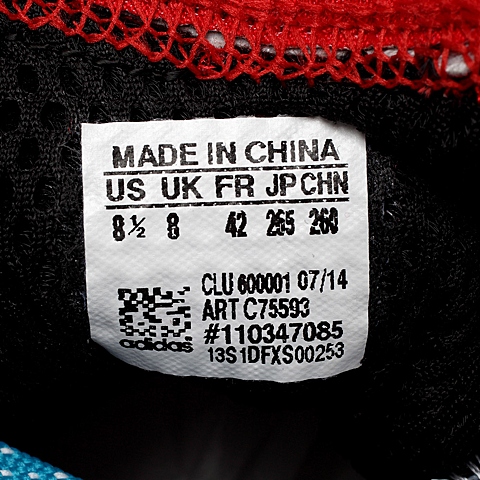 MADE IN CHINA
US UK FR JP CHN
8½ 8 42 265 260
CLU 600001 07/14
ART C75593
#110347085
adidas 13S1DFXS00253